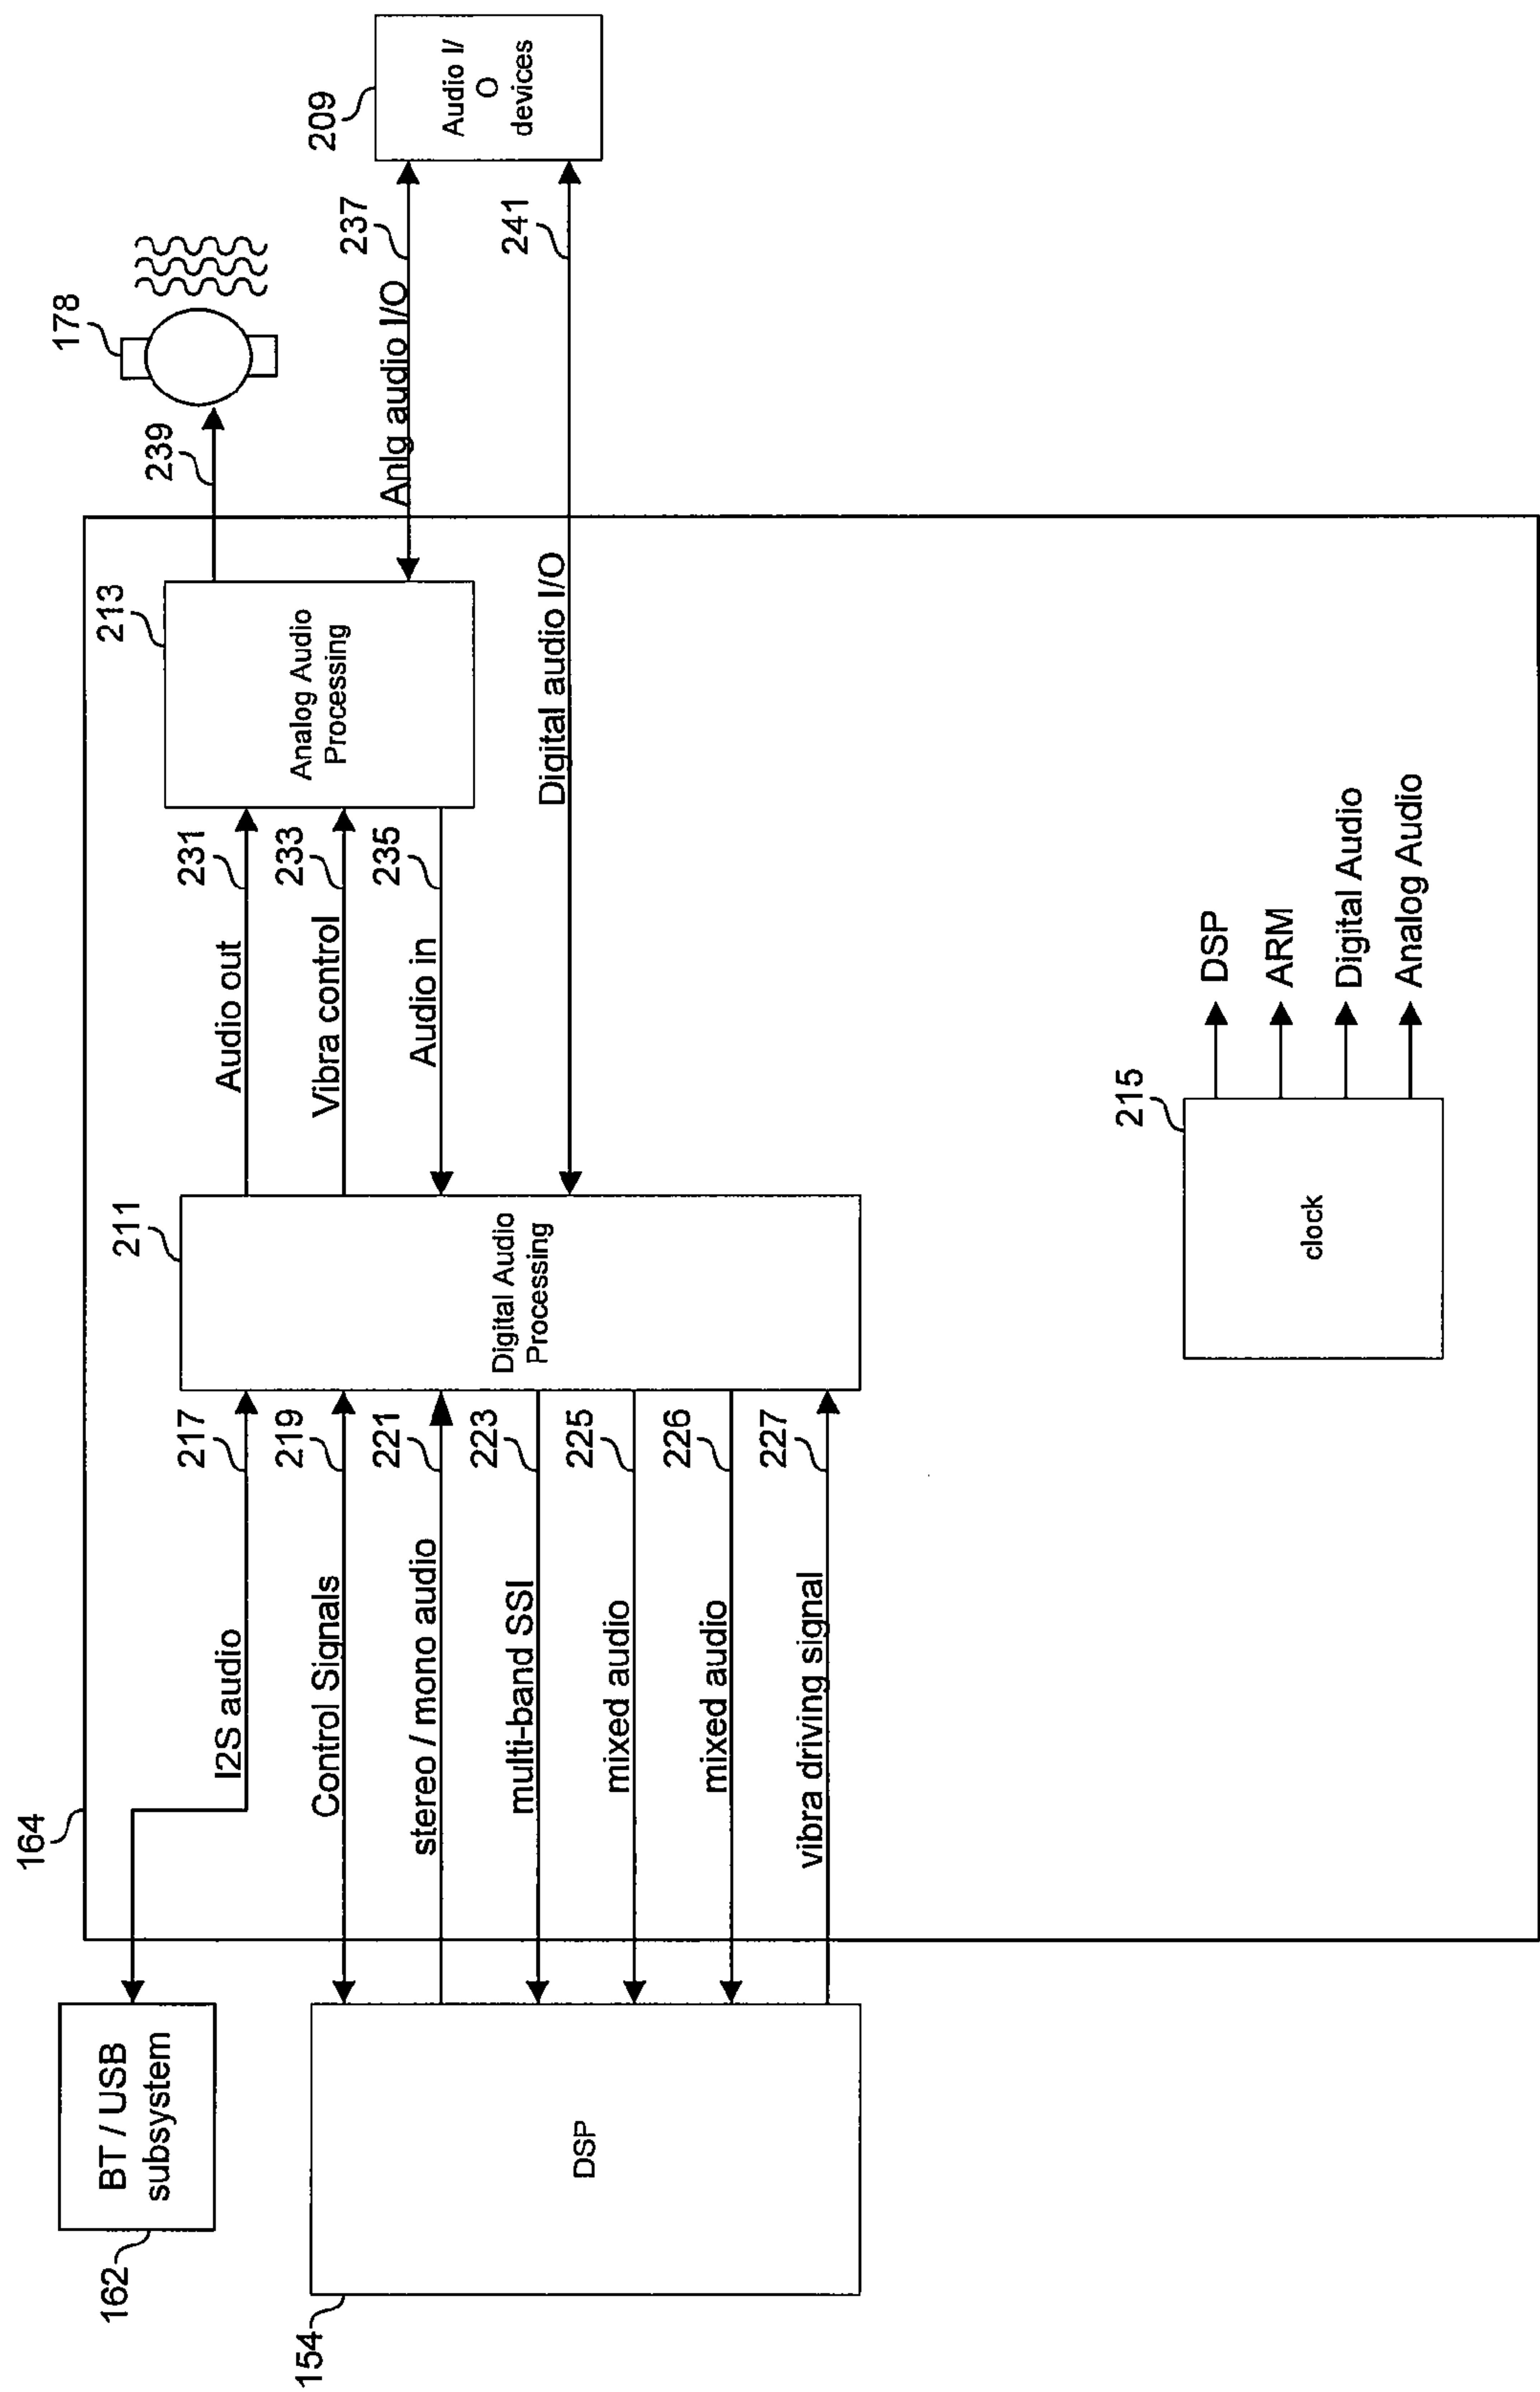 164
BT / USB
subsystem
162
I2S audio
217
211
Audio out
231
213
239
178
DSP
154
Control Signals
219
stereo / mono audio
221
multi-band SSI
223
mixed audio
225
mixed audio
226
vibra driving signal
227
Digital Audio
Processing
Vibra control
233
Audio in
235
Analog Audio
Processing
Anlg audio I/O
237
Digital audio I/O
241
209
Audio I/
O
devices
215
clock
DSP
ARM
Digital Audio
Analog Audio